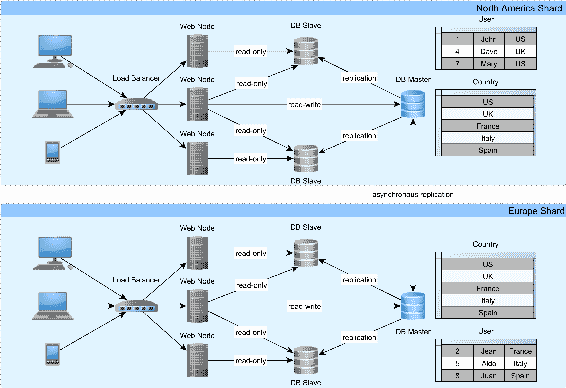 North America Shard
Web Node
DB Slave
User
1 John US
4 Dave UK
7 Mary US
read-only
Load Balancer
Web Node
read-only
replication
DB Master
Country
US
UK
France
Italy
Spain
read-write
read-only
replication
Web Node
read-only
DB Slave
asynchronous replication
Europe Shard
Web Node
DB Slave
Country
US
UK
France
Italy
Spain
read-only
Load Balancer
Web Node
read-only
replication
read-write
DB Master
read-only
replication
User
2 Jean France
5 Aldo Italy
Juan Spain
Web Node
read-only
DB Slave